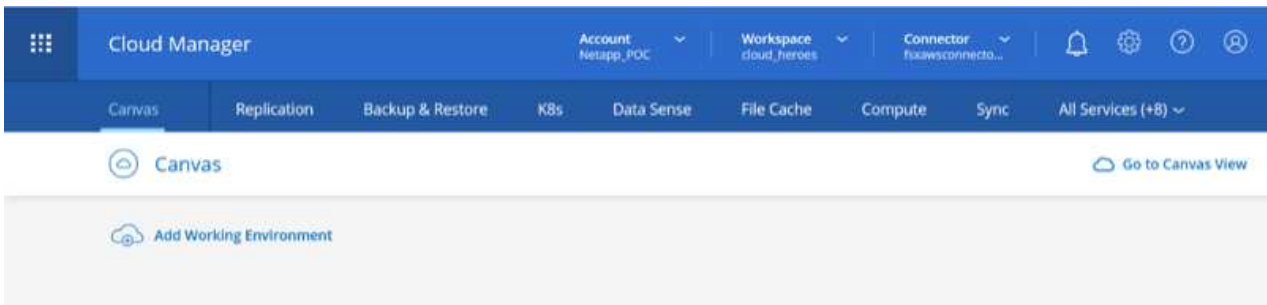 Cloud Manager
Account
Netapp_POC
Workspace
cloud_heroes
Connector
fsxawsconnecto...
Canvas
Replication
Backup & Restore
K8s
Data Sense
File Cache
Compute
Sync
All Services (+8)
Canvas
Go to Canvas View
Add Working Environment